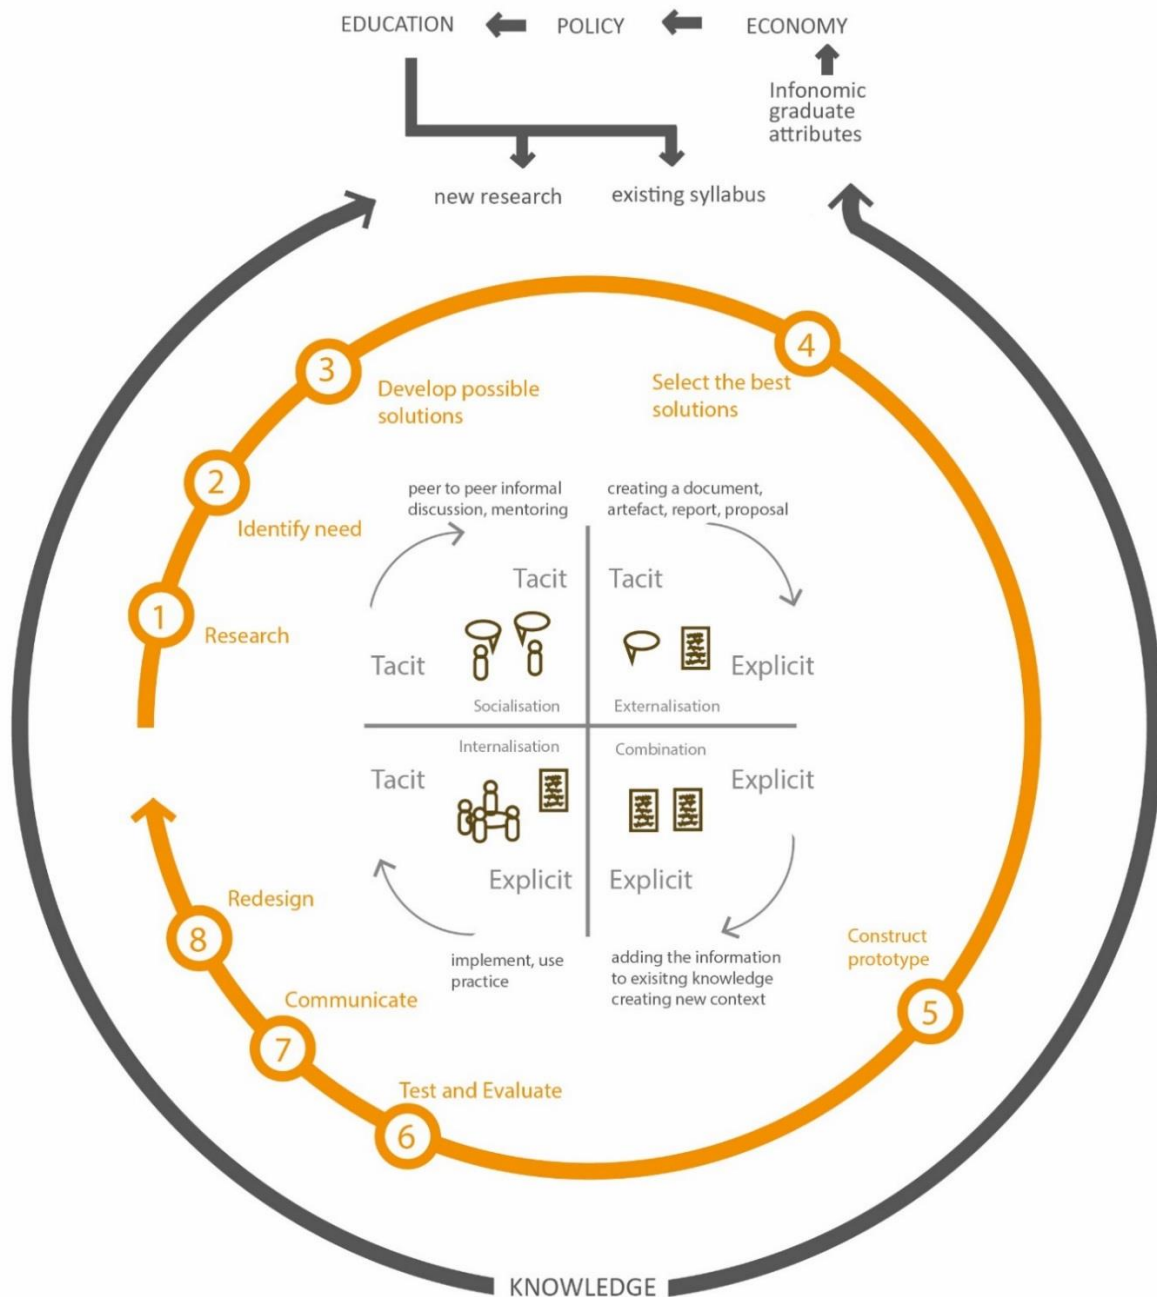 EDUCATION
POLICY
ECONOMY
Infonomic
graduate
attributes
new research
existing syllabus
4
3
Develop possible
solutions
Select the best
solutions
2
Identify need
peer to peer informal
discussion, mentoring
creating a document,
artefact, report, proposal
1
Research
Tacit
Tacit
Tacit
Explicit
Socialisation
Externalisation
Internalisation
Combination
Tacit
Explicit
Explicit
Explicit
Redesign
8
implement, use
practice
adding the information
to exisitng knowledge
creating new context
Construct
prototype
5
Communicate
7
Test and Evaluate
6
KNOWLEDGE